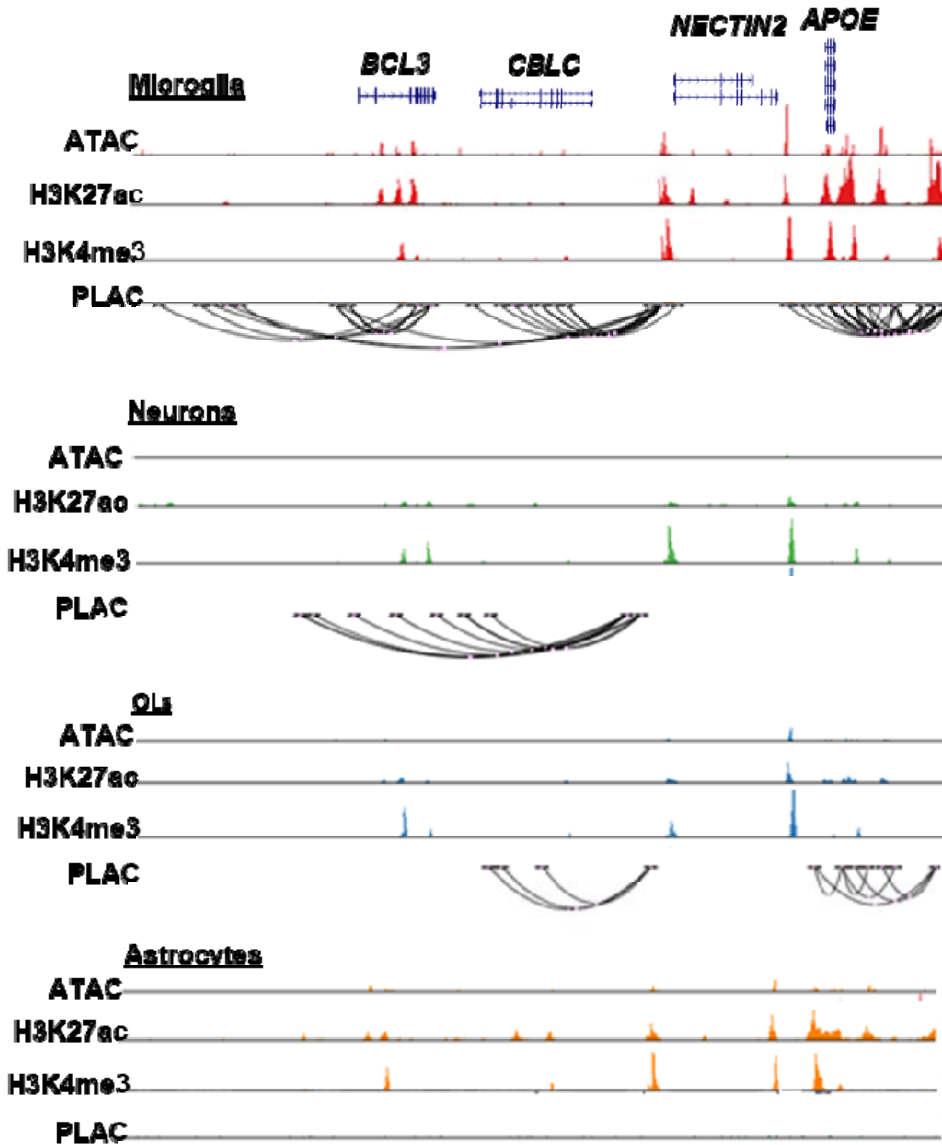 NECTIN2 APOE
BCL3 CBLC
Microglia
ATAC
H3K27ac
H3K4me3
PLAC
Neurons
ATAC
H3K27ac
H3K4me3
PLAC
OLs
ATAC
H3K27ac
H3K4me3
PLAC
Astrocytes
ATAC
H3K27ac
H3K4me3
PLAC